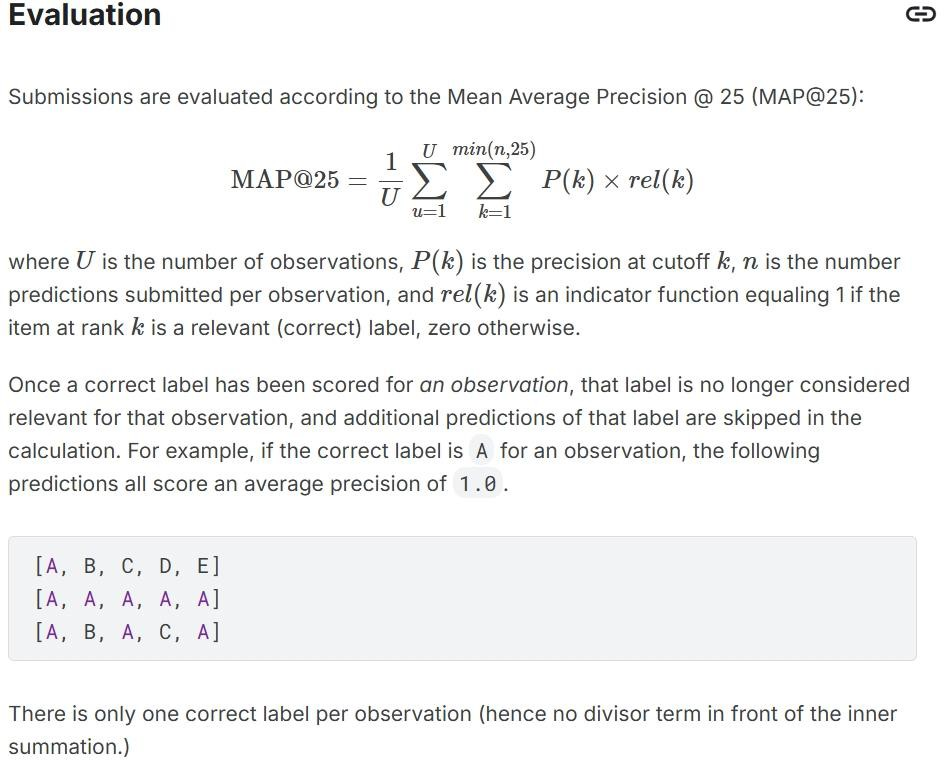 Evaluation
Submissions are evaluated according to the Mean Average Precision @ 25 (MAP@25):
MAP@25 = 1/U ∑_{u=1}^{U} ∑_{k=1}^{min(n,25)} P(k) × rel(k)
where U is the number of observations, P(k) is the precision at cutoff k, n is the number
predictions submitted per observation, and rel(k) is an indicator function equaling 1 if the
item at rank k is a relevant (correct) label, zero otherwise.
Once a correct label has been scored for an observation, that label is no longer considered
relevant for that observation, and additional predictions of that label are skipped in the
calculation. For example, if the correct label is A for an observation, the following
predictions all score an average precision of 1.0.
[A, B, C, D, E]
[A, A, A, A, A]
[A, B, A, C, A]
There is only one correct label per observation (hence no divisor term in front of the inner
summation.)